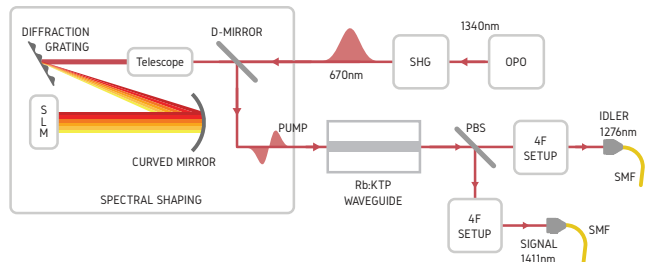 DIFFRACTION
GRATING
Telescope
D-MIRROR
670nm
SHG
1340nm
OPO
S
L
M
CURVED MIRROR
SPECTRAL SHAPING
PUMP
Rb:KTP
WAVEGUIDE
PBS
4F
SETUP
IDLER
1276nm
SMF
4F
SETUP
SIGNAL
1411nm
SMF